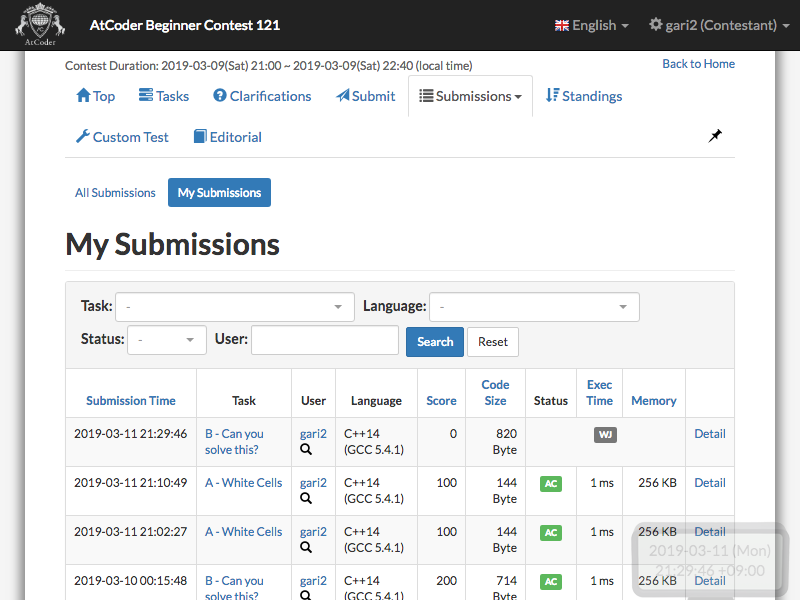 AtCoder
AtCoder Beginner Contest 121
English
gari2 (Contestant)
Contest Duration: 2019-03-09(Sat) 21:00 ~ 2019-03-09(Sat) 22:40 (local time)
Back to Home
Top Tasks Clarifications Submit Submissions Standings
Custom Test Editorial
All Submissions My Submissions
My Submissions
Task: - Language: -
Status: - User: Search Reset
Submission Time Task User Language Score Code Size Status Exec Time Memory
2019-03-11 21:29:46 B - Can you solve this? gari2 C++14 (GCC 5.4.1) 0 820 Byte WJ Detail
2019-03-11 21:10:49 A - White Cells gari2 C++14 (GCC 5.4.1) 100 144 Byte AC 1 ms 256 KB Detail
2019-03-11 21:02:27 A - White Cells gari2 C++14 (GCC 5.4.1) 100 144 Byte AC 1 ms 256 KB Detail
2019-03-10 00:15:48 B - Can you solve this? gari2 C++14 (GCC 5.4.1) 200 714 Byte AC 1 ms 256 KB Detail
2019-03-11 (Mon)
21:29:46 +09:00